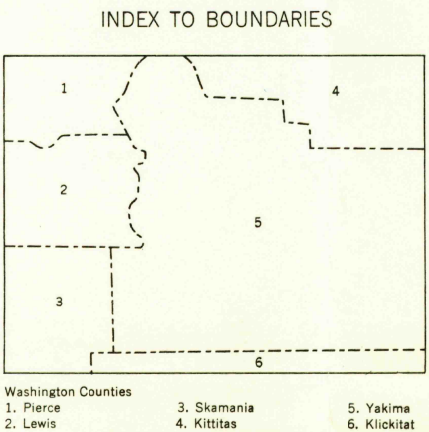 INDEX TO BOUNDARIES
1
4
2
5
3
6
Washington Counties
1. Pierce 3. Skamania 5. Yakima
2. Lewis 4. Kittitas 6. Klickitat